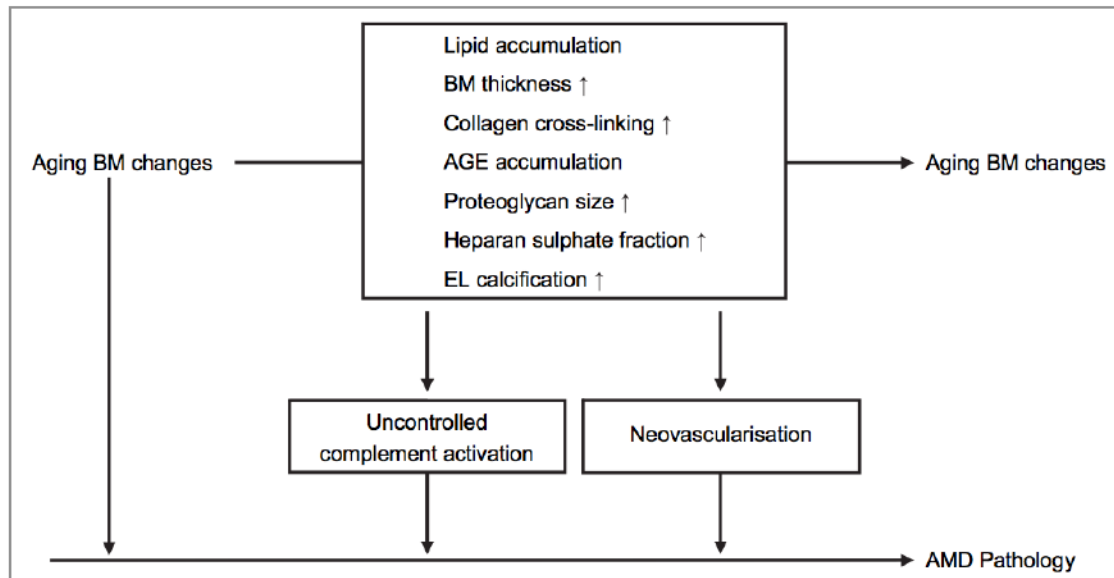 Lipid accumulation
BM thickness ↑
Collagen cross-linking ↑
Aging BM changes
AGE accumulation
Aging BM changes
Proteoglycan size ↑
Heparan sulphate fraction ↑
EL calcification ↑
Uncontrolled
complement activation
Neovascularisation
AMD Pathology